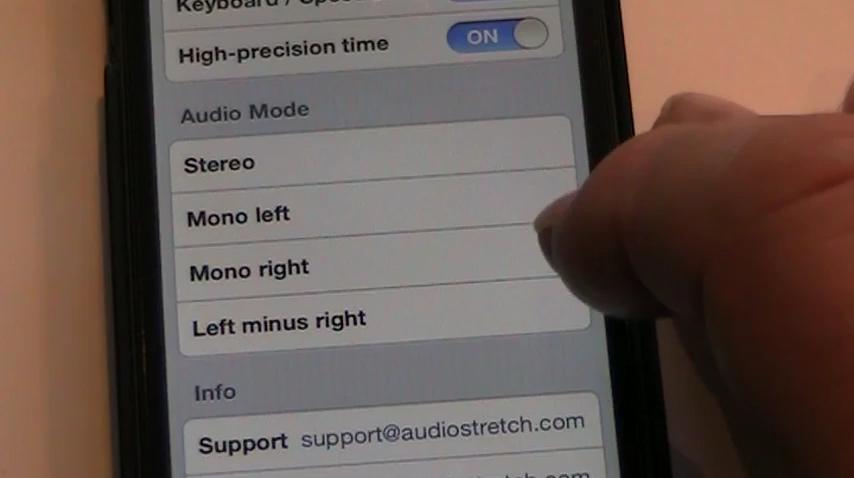 Keyboard /
High-precision time ON
Audio Mode
Stereo
Mono left
Mono right
Left minus right
Info
Support support@audiostretch.com